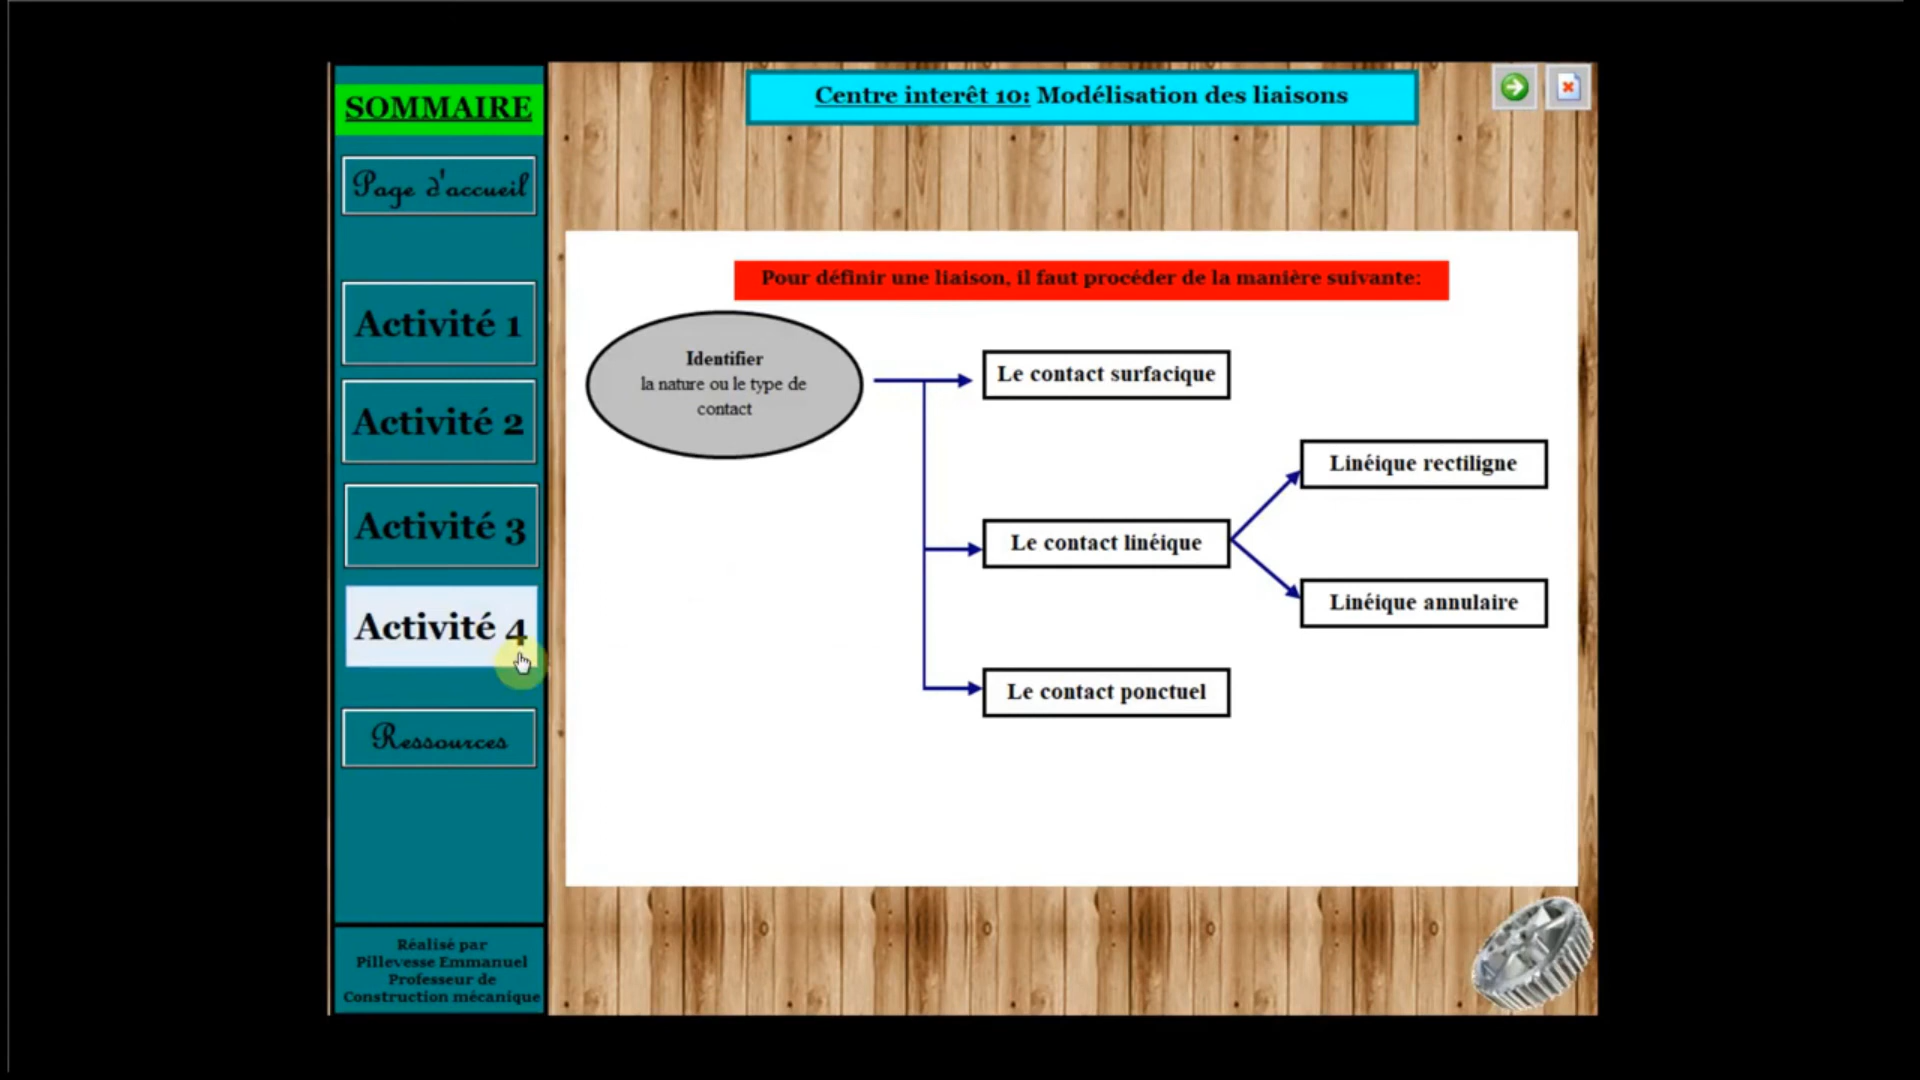 SOMMAIRE
Page d'accueil
Activité 1
Activité 2
Activité 3
Activité 4
Ressources
Réalisé par
Pillevesse Emmanuel
Professeur de
Construction mécanique
Centre interêt 10: Modélisation des liaisons
Pour définir une liaison, il faut procéder de la manière suivante:
Identifier
la nature ou le type de
contact
Le contact surfacique
Linéique rectiligne
Le contact linéique
Linéique annulaire
Le contact ponctuel